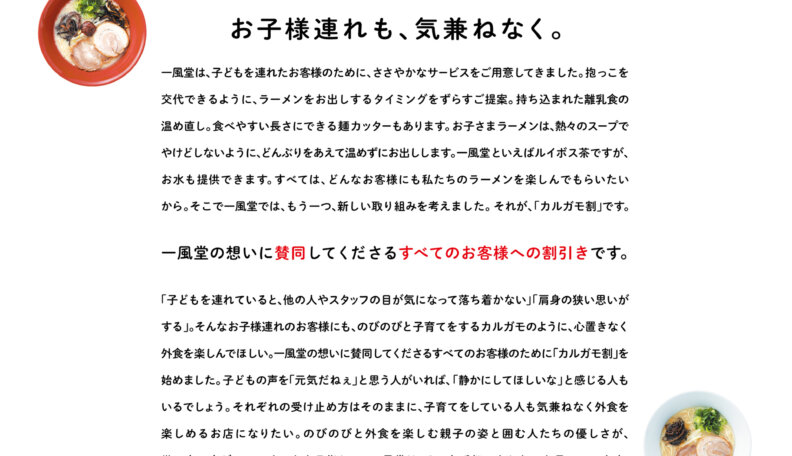 お子様連れも、気兼ねなく。
一風堂は、子どもを連れたお客様のために、ささやかなサービスをご用意してきました。抱っこを
交代できるように、ラーメンをお出しするタイミングをずらすご提案。持ち込まれた離乳食の
温め直し。食べやすい長さにできる麺カッターもあります。お子さまラーメンは、熱々のスープで
やけどしないように、どんぶりをあえて温めずにお出しします。一風堂といえばルイボス茶ですが、
お水も提供できます。すべては、どんなお客様にも私たちのラーメンを楽しんでもらいたい
から。そこで一風堂では、もう一つ、新しい取り組みを考えました。それが、「カルガモ割」です。
一風堂の想いに賛同してくださるすべてのお客様への割引きです。
「子どもを連れていると、他の人やスタッフの目が気になって落ち着かない」「肩身の狭い思いが
する」。そんなお子様連れのお客様にも、のびのびと子育てをするカルガモのように、心置きなく
外食を楽しんでほしい。一風堂の想いに賛同してくださるすべてのお客様のために「カルガモ割」を
始めました。子どもの声を「元気だねぇ」と思う人がいれば、「静かにしてほしいな」と感じる人も
いるでしょう。それぞれの受け止め方はそのままに、子育てをしている人も気兼ねなく外食を
楽しめるお店になりたい。のびのびと外食を楽しむ親子の姿と囲む人たちの優しさが、